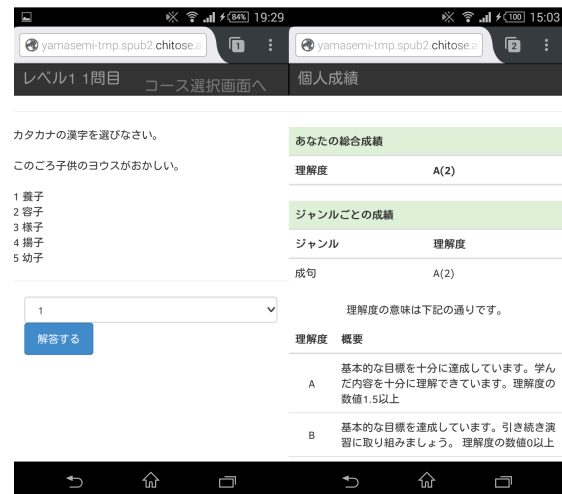 84% 19:29
yamasemi-tmp.spub2.chitose.a 1
レベル1 1問目 コース選択画面へ
カタカナの漢字を選びなさい。
このごろ子供のヨウスがおかしい。
1 養子
2 容子
3 様子
4 揚子
5 幼子
1
解答する
100 15:03
yamasemi-tmp.spub2.chitose.a 2
個人成績
あなたの総合成績
理解度 A(2)
ジャンルごとの成績
ジャンル 理解度
成句 A(2)
理解度の意味は下記の通りです。
理解度 概要
A 基本的な目標を十分に達成しています。学ん
だ内容を十分に理解できています。理解度の
数値1.5以上
B 基本的な目標を達成しています。引き続き演
習に取り組みましょう。 理解度の数値0以上